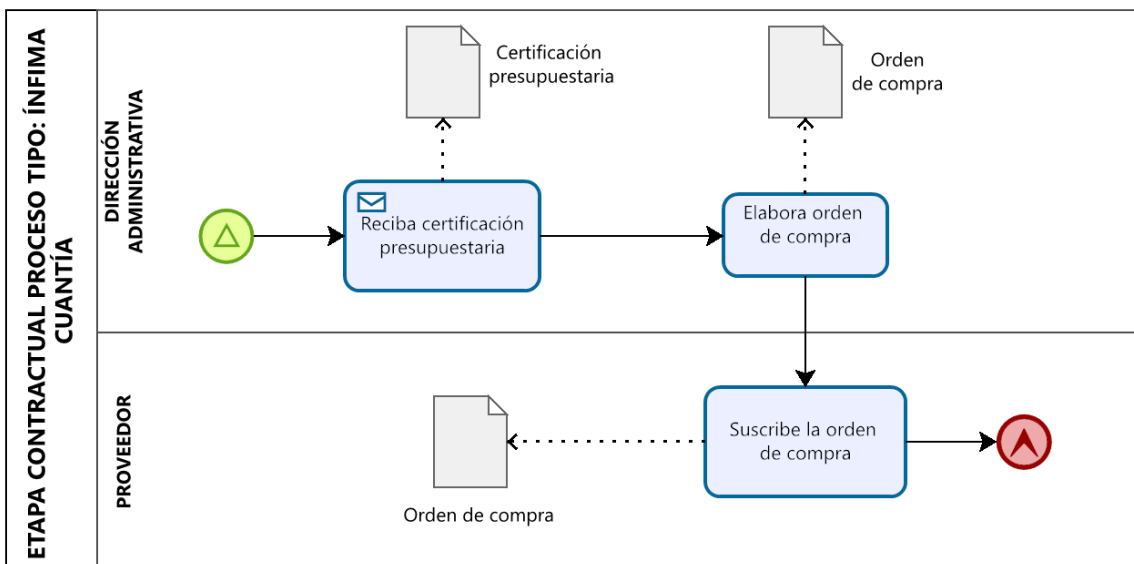 ETAPA CONTRACTUAL PROCESO TIPO: ÍNFIMA
CUANTÍA
DIRECCIÓN
ADMINISTRATIVA
Certificación
presupuestaria
Orden
de compra
Reciba certificación
presupuestaria
Elabora orden
de compra
PROVEEDOR
Suscribe la orden
de compra
Orden de compra